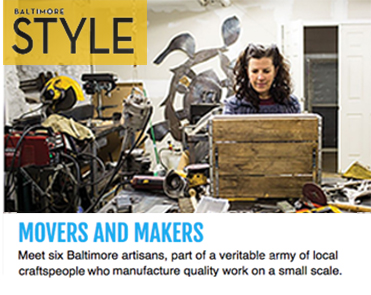 BALTIMORE
STYLE
MOVERS AND MAKERS
Meet six Baltimore artisans, part of a veritable army of local
craftspeople who manufacture quality work on a small scale.